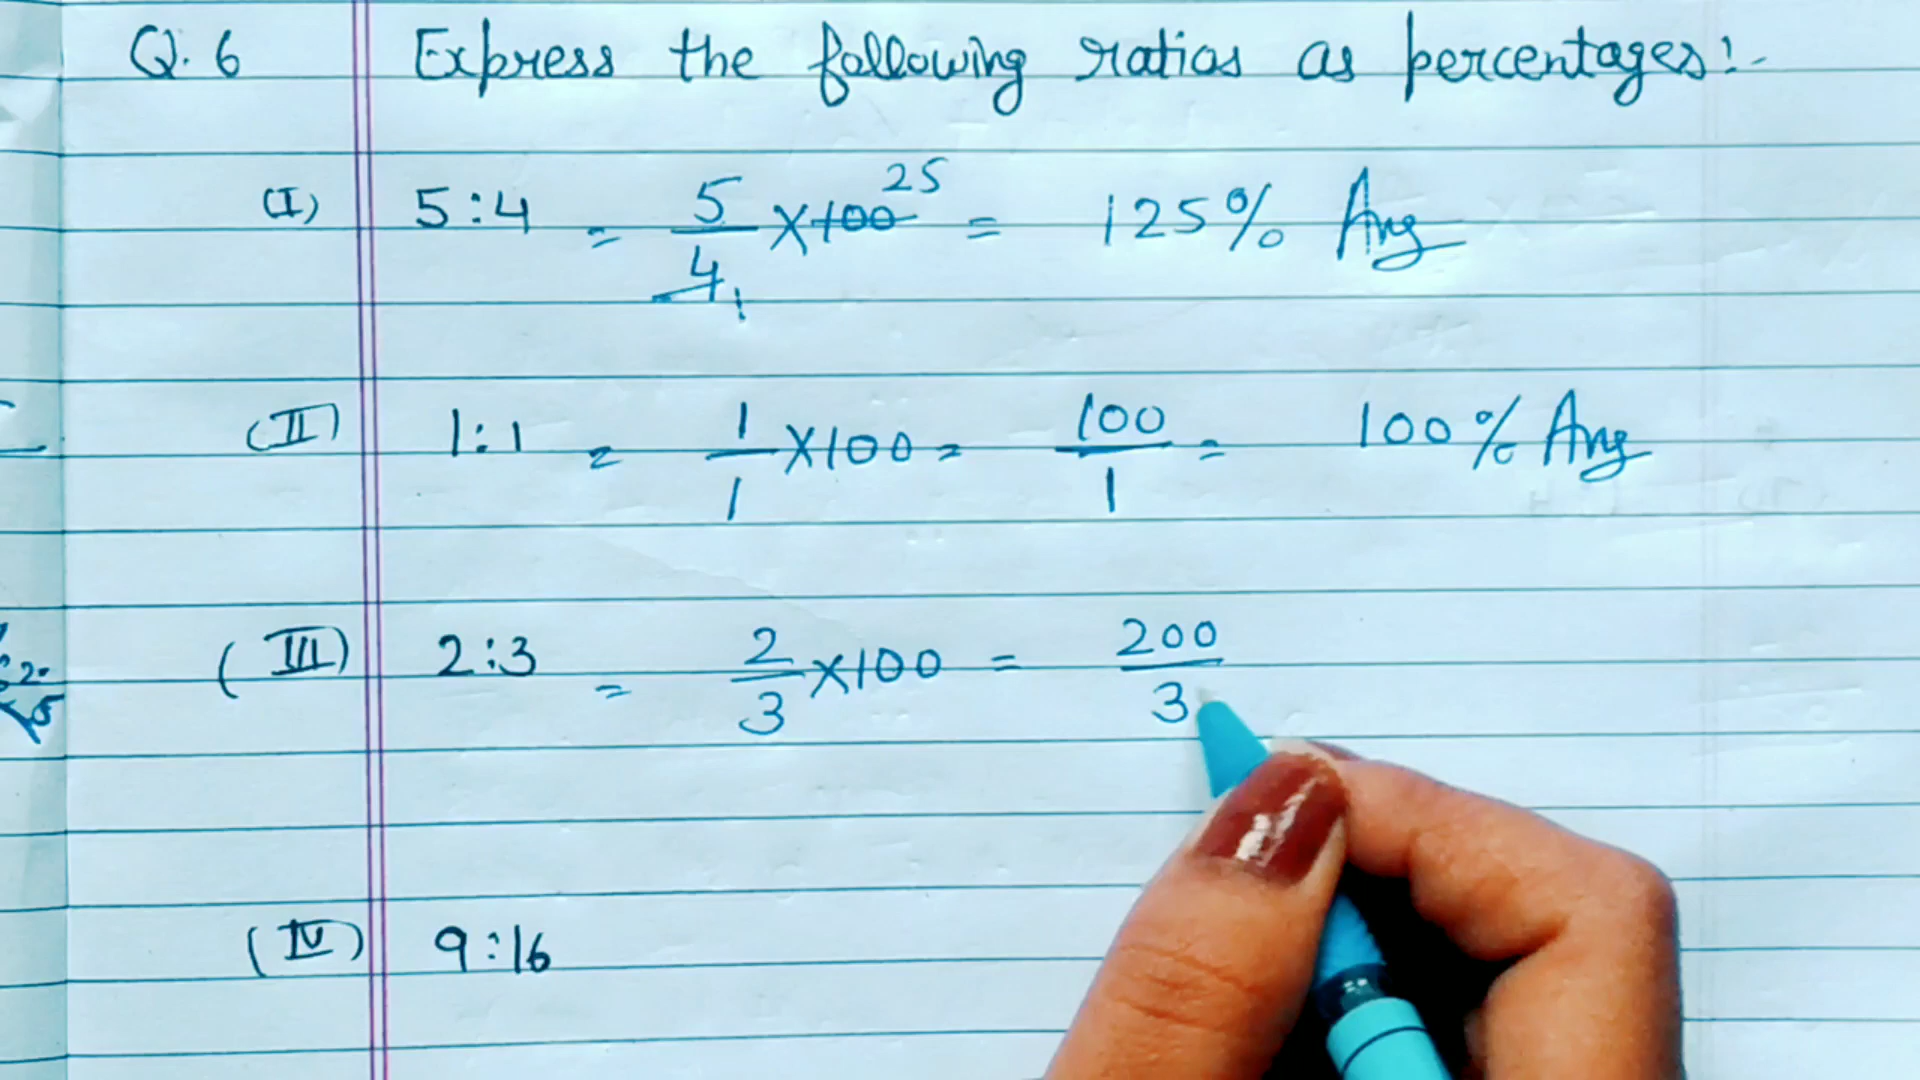 Q. 6 Express the following ratios as percentages:-
(I) 5:4 = 5/4 × 100 25 = 125% Ans
1
(II) 1:1 = 1/1 × 100 = 100/1 = 100% Ans
(III) 2:3 = 2/3 × 100 = 200/3
(IV) 9:16